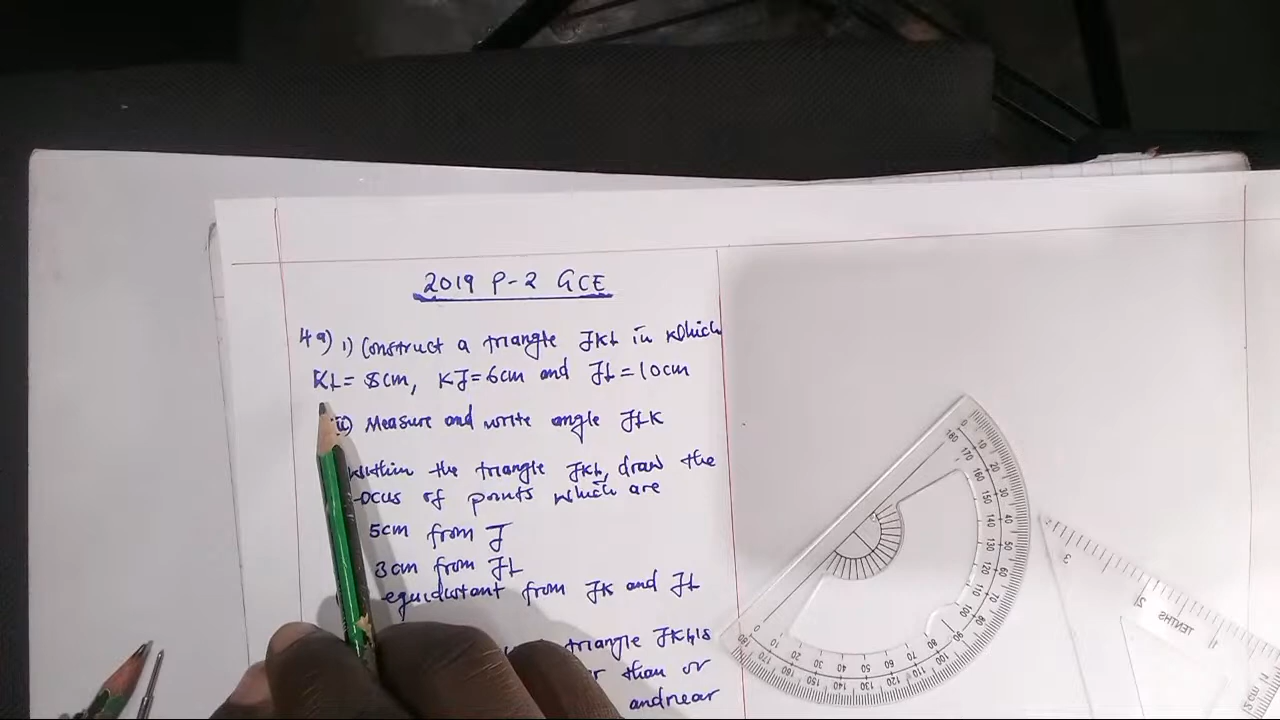 2019 P-2 GCE
4a) i) Construct a triangle JKL in which
KL = 8cm, KJ = 6cm and JL = 10cm
ii) Measure and write angle JLK
within the triangle JKL, draw the
locus of points which are
5cm from J
3cm from JL
equidistant from JK and JL
triangle JKL is
than or
and near